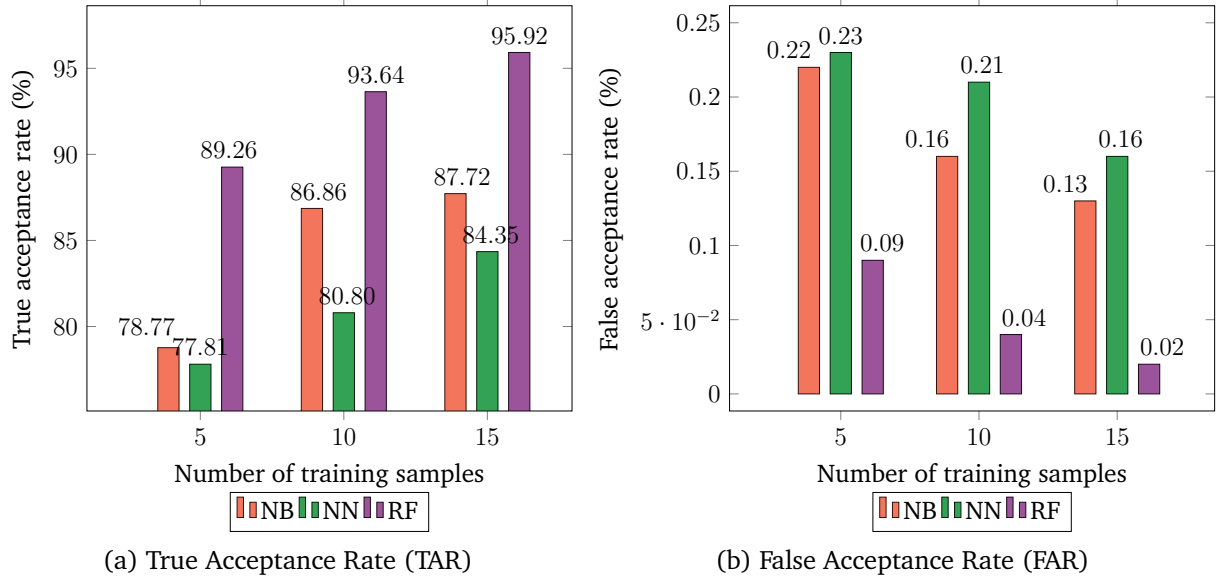 True acceptance rate (%)
95
90
85
80
78.77
77.81
89.26
86.86
80.80
93.64
87.72
84.35
95.92
5 10 15
Number of training samples
NB NN RF
(a) True Acceptance Rate (TAR)
False acceptance rate (%)
0.25
0.2
0.15
0.1
5 · 10⁻²
0
0.22
0.23
0.09
0.16
0.21
0.04
0.13
0.16
0.02
5 10 15
Number of training samples
NB NN RF
(b) False Acceptance Rate (FAR)